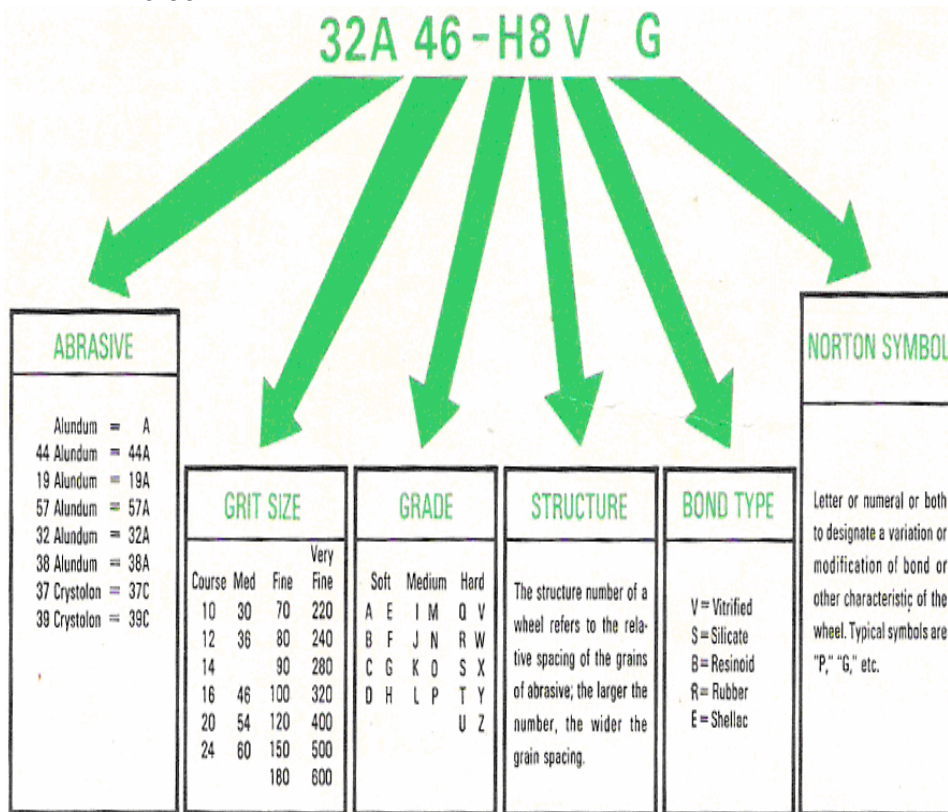 32A 46-H8 V G
ABRASIVE
Alundum = A
44 Alundum = 44A
19 Alundum = 19A
57 Alundum = 57A
32 Alundum = 32A
38 Alundum = 38A
37 Crystolon = 37C
39 Crystolon = 39C
GRIT SIZE
Very
Course Med Fine Fine
10 30 70 220
12 36 80 240
14 90 280
16 46 100 320
20 54 120 400
24 60 150 500
180 600
GRADE
Soft Medium Hard
A E I M Q V
B F J N R W
C G K O S X
D H L P T Y
U Z
STRUCTURE
The structure number of a
wheel refers to the rela-
tive spacing of the grains
of abrasive; the larger the
number, the wider the
grain spacing.
BOND TYPE
V = Vitrified
S = Silicate
B = Resinoid
R = Rubber
E = Shellac
NORTON SYMBOL
Letter or numeral or both
to designate a variation or
modification of bond or
other characteristic of the
wheel. Typical symbols are
"P," "G," etc.